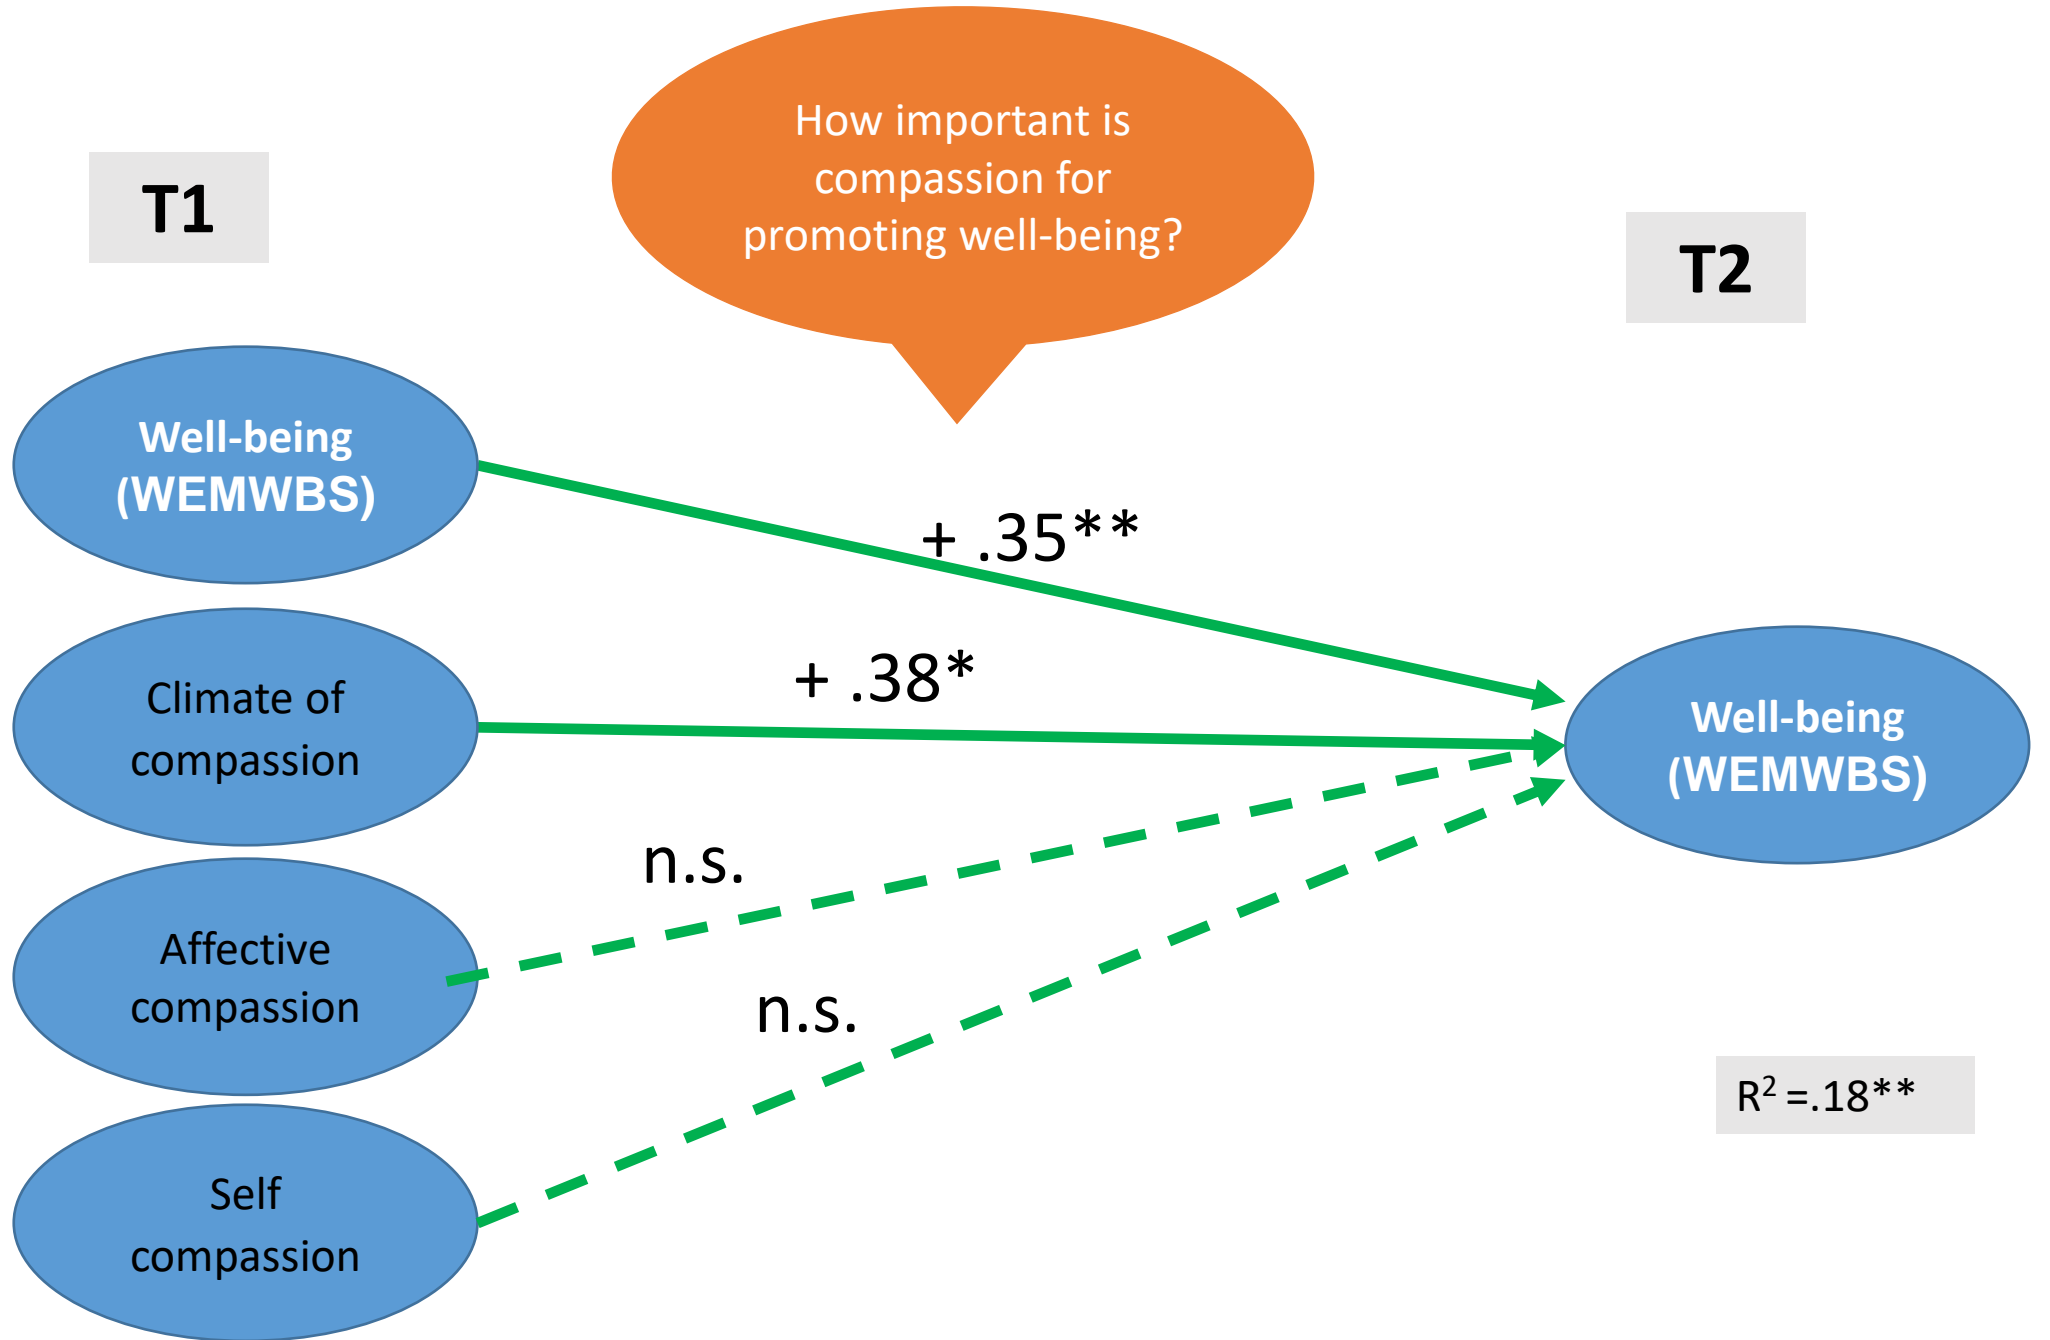 How important is
compassion for
promoting well-being?
T1
T2
Well-being
(WEMWBS)
+ .35**
Climate of
compassion
+ .38*
Well-being
(WEMWBS)
Affective
compassion
n.s.
n.s.
Self
compassion
R² =.18**